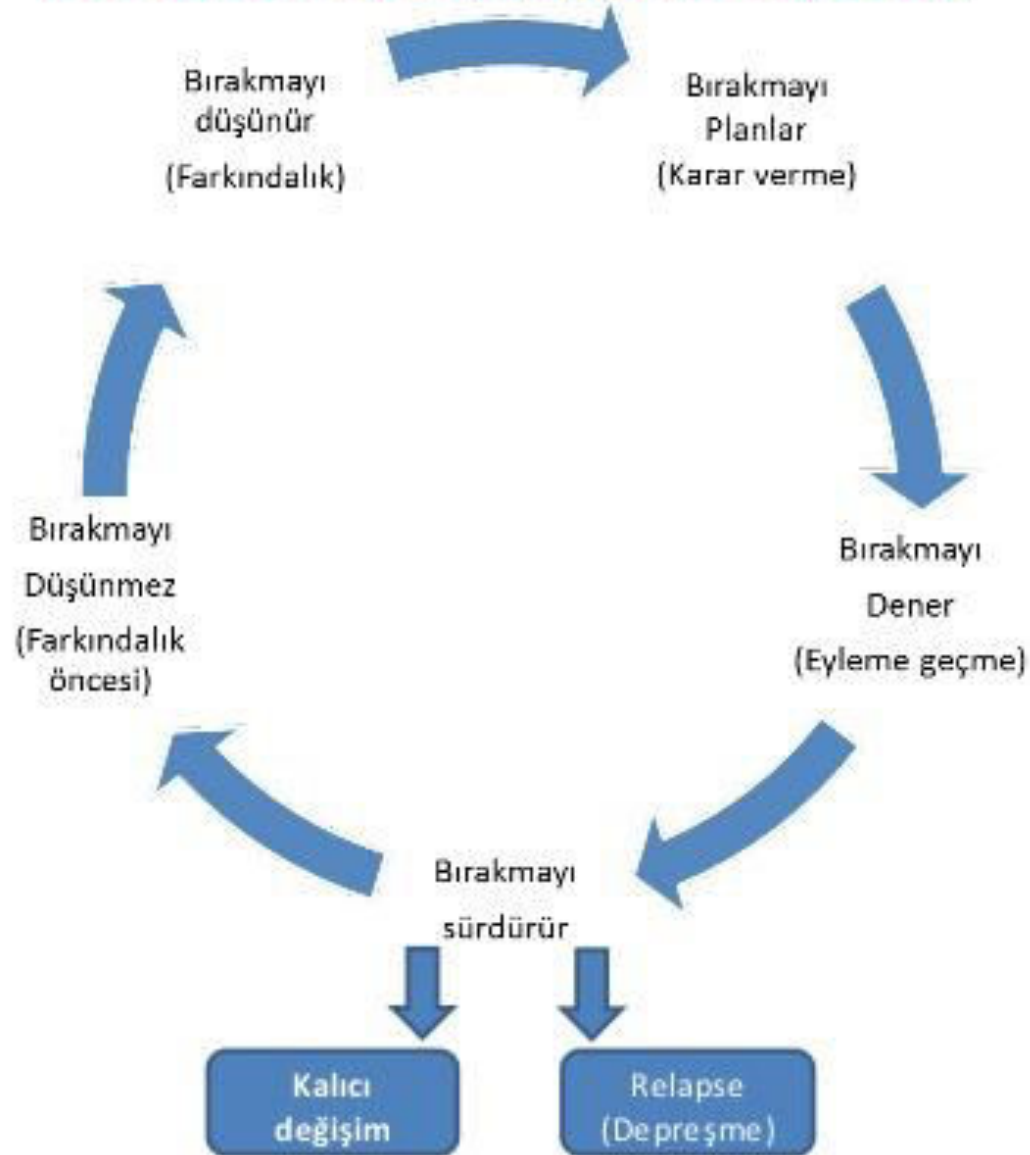 Bırakmayı
düşünür
(Farkındalık)
Bırakmayı
Planlar
(Karar verme)
Bırakmayı
Dener
(Eyleme geçme)
Bırakmayı
sürdürür
Bırakmayı
Düşünmez
(Farkındalık
öncesi)
Kalıcı
değişim
Relapse
(Depreşme)